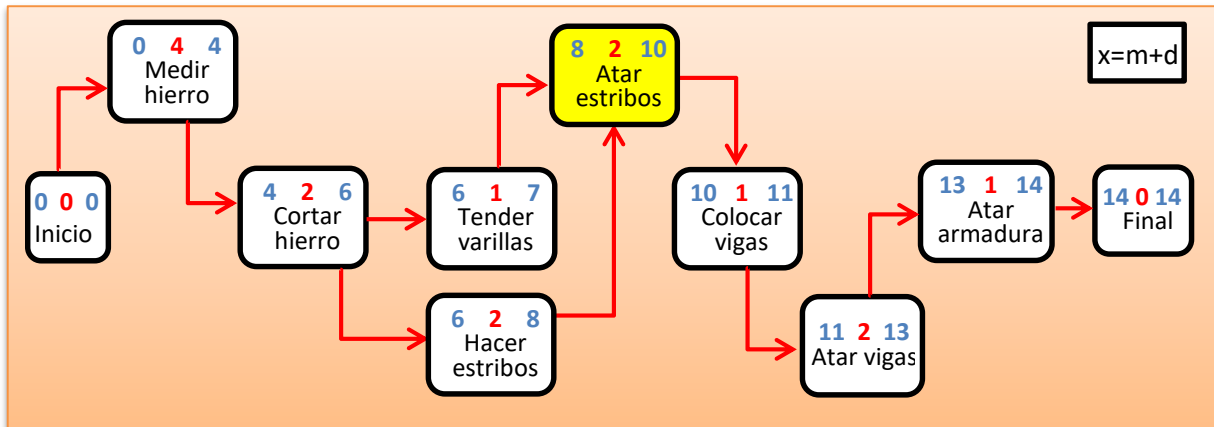 0 4 4
Medir
hierro
8 2 10
Atar
estribos
x=m+d
0 0 0
Inicio
4 2 6
Cortar
hierro
6 1 7
Tender
varillas
10 1 11
Colocar
vigas
13 1 14
Atar
armadura
14 0 14
Final
6 2 8
Hacer
estribos
11 2 13
Atar vigas